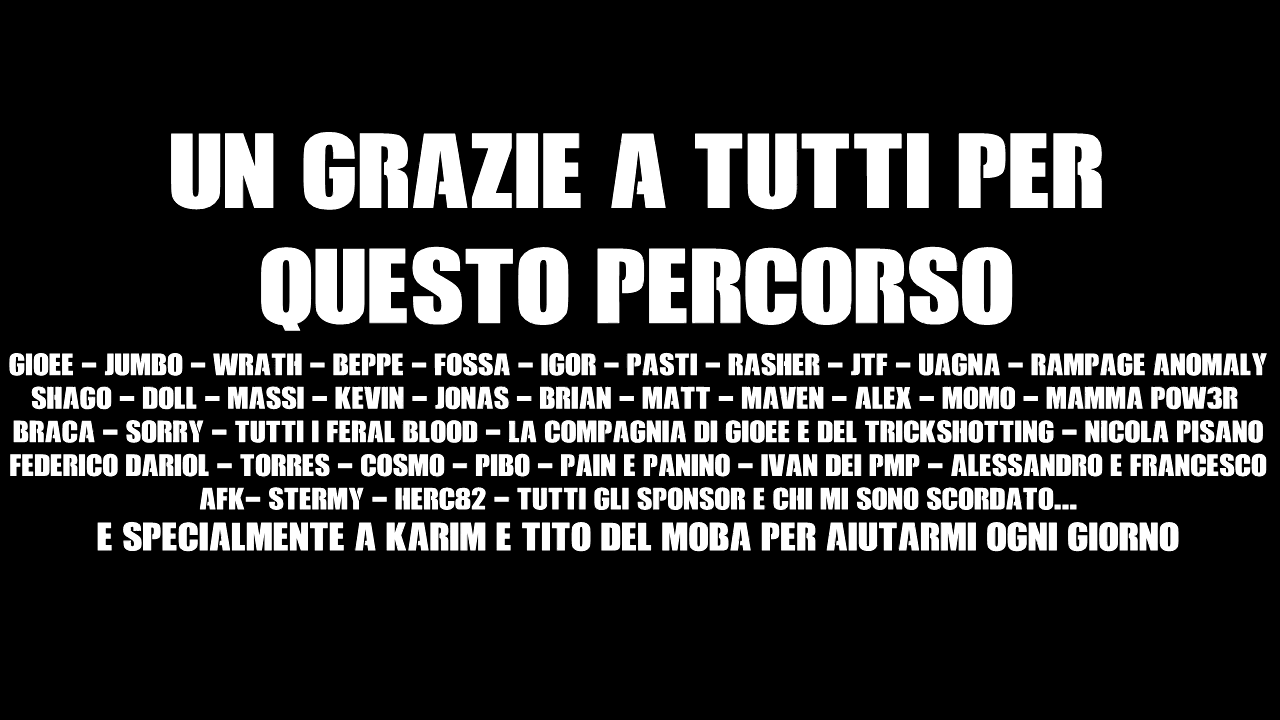 UN GRAZIE A TUTTI PER
QUESTO PERCORSO
GIOEE - JUMBO - WRATH - BEPPE - FOSSA - IGOR - PASTI - RASHER - JTF - UAGNA - RAMPAGE ANOMALY
SHAGO - DOLL - MASSI - KEVIN - JONAS - BRIAN - MATT - MAVEN - ALEX - MOMO - MAMMA POW3R
BRACA - SORRY - TUTTI I FERAL BLOOD - LA COMPAGNIA DI GIOEE E DEL TRICKSHOTTING - NICOLA PISANO
FEDERICO DARIOL - TORRES - COSMO - PIBO - PAIN E PANINO - IVAN DEI PMP - ALESSANDRO E FRANCESCO
AFK- STERMY - HERC82 - TUTTI GLI SPONSOR E CHI MI SONO SCORDATO...
E SPECIALMENTE A KARIM E TITO DEL MOBA PER AIUTARMI OGNI GIORNO